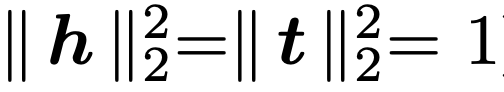 ∥ h ∥₂²=∥ t ∥₂²= 1,